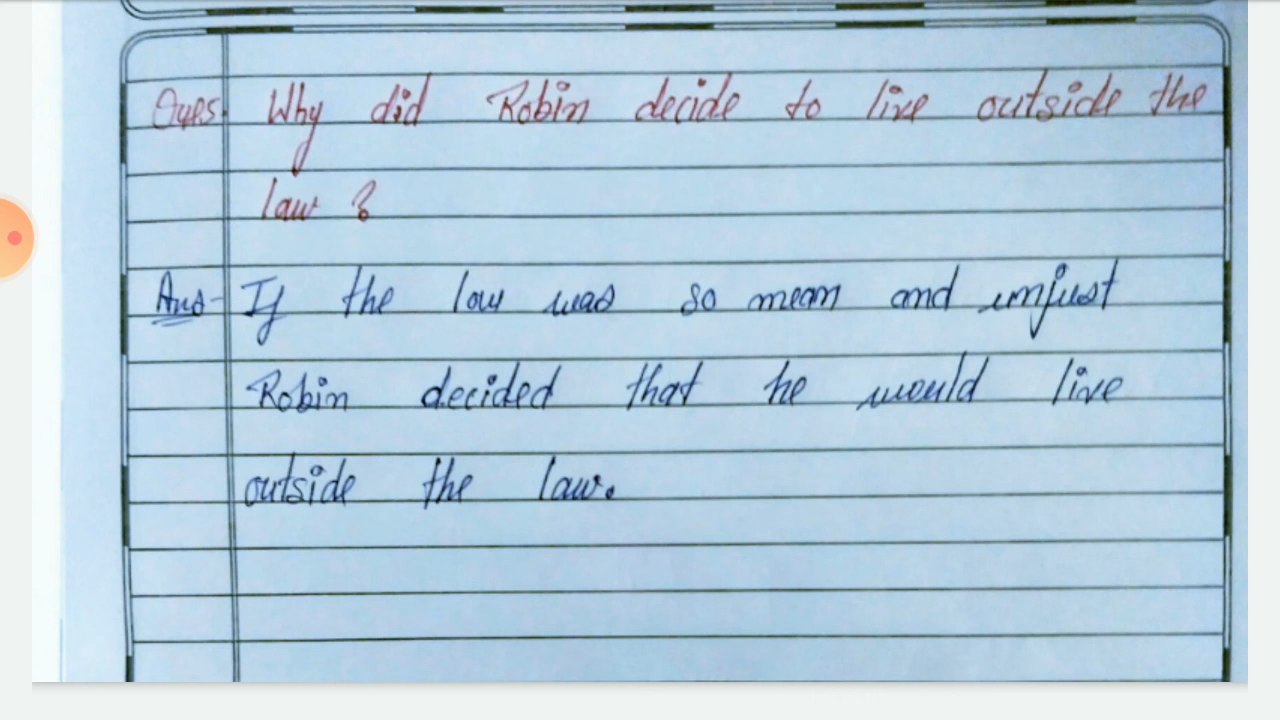 Ques. Why did Robin decide to live outside the
law ?
Ans- If the law was so mean and unjust
Robin decided that he would live
outside the law.